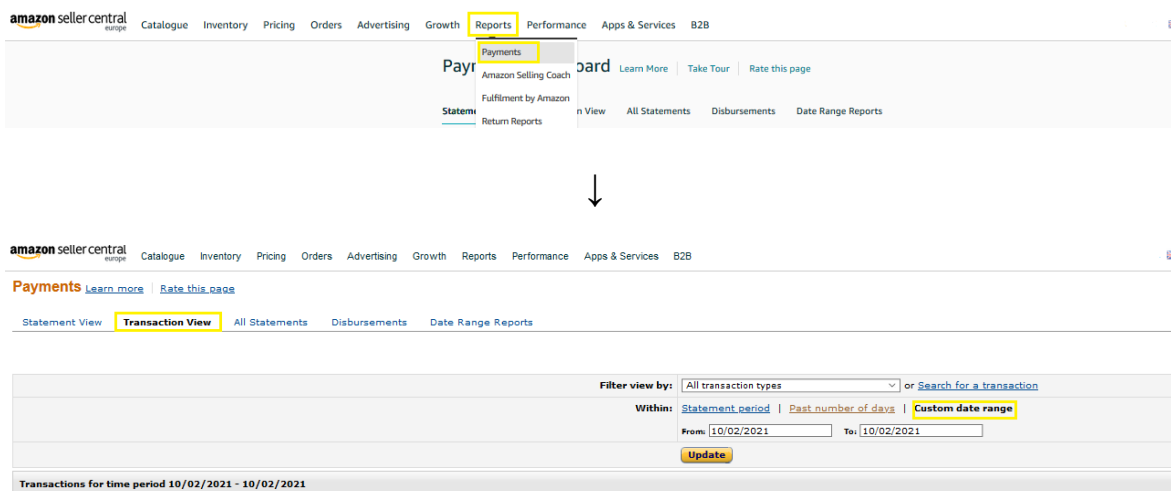 amazon seller central
europe
Catalogue Inventory Pricing Orders Advertising Growth Reports Performance Apps & Services B2B
Payments
Amazon Selling Coach
Fulfilment by Amazon
Return Reports
Learn More | Take Tour | Rate this page
All Statements Disbursements Date Range Reports
↓
amazon seller central
europe
Catalogue Inventory Pricing Orders Advertising Growth Reports Performance Apps & Services B2B
Payments Learn more | Rate this page
Statement View Transaction View All Statements Disbursements Date Range Reports
Filter view by: All transaction types or Search for a transaction
Within: Statement period | Past number of days | Custom date range
From: 10/02/2021 To: 10/02/2021
Update
Transactions for time period 10/02/2021 - 10/02/2021